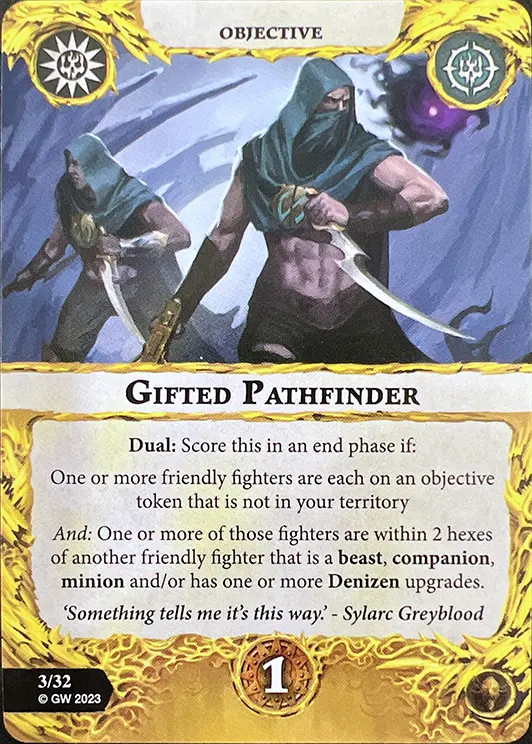 OBJECTIVE
GIFTED PATHFINDER
Dual: Score this in an end phase if:
One or more friendly fighters are each on an objective
token that is not in your territory
And: One or more of those fighters are within 2 hexes
of another friendly fighter that is a beast, companion,
minion and/or has one or more Denizen upgrades.
‘Something tells me it's this way.’ - Sylarc Greyblood
1
3/32
© GW 2023